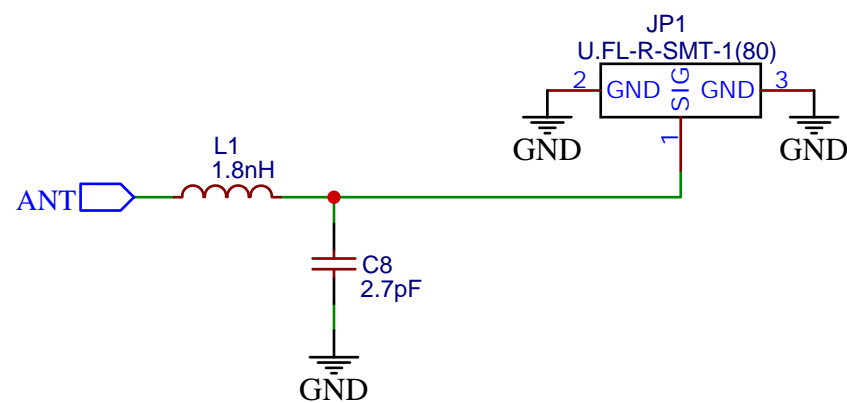 JP1
U.FL-R-SMT-1(80)
2
GND
SIG
GND
3
1
GND
GND
L1
1.8nH
ANT
C8
2.7pF
GND